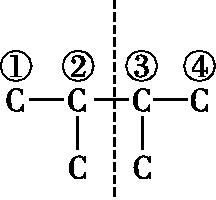 ① ② ③ ④
C C C C
C C